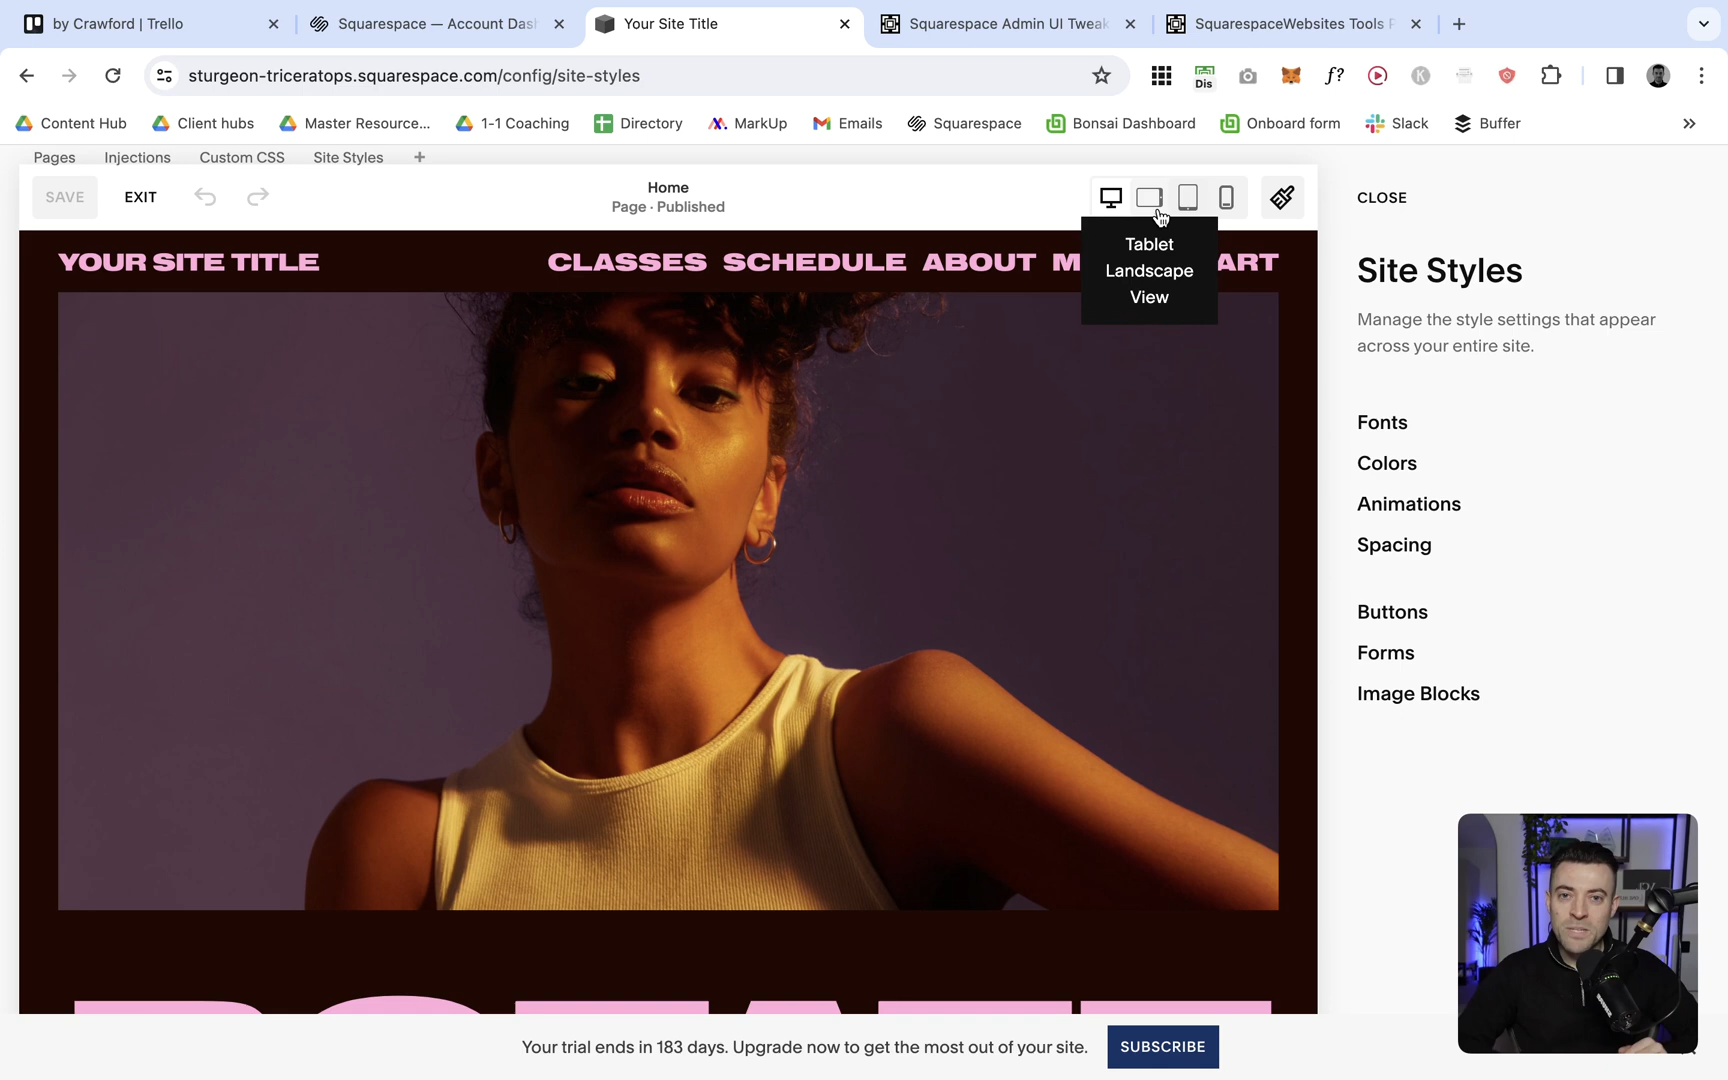 by Crawford | Trello
Squarespace — Account Das
Your Site Title
Squarespace Admin UI Tweak
SquarespaceWebsites Tools P
sturgeon-triceratops.squarespace.com/config/site-styles
Dis
f?
K
Content Hub
Client hubs
Master Resource...
1-1 Coaching
Directory
MarkUp
Emails
Squarespace
Bonsai Dashboard
Onboard form
Slack
Buffer
Pages
Injections
Custom CSS
Site Styles
SAVE
EXIT
Home
Page · Published
CLOSE
Tablet
Landscape
View
YOUR SITE TITLE
CLASSES
SCHEDULE
ABOUT
M
ART
Site Styles
Manage the style settings that appear
across your entire site.
Fonts
Colors
Animations
Spacing
Buttons
Forms
Image Blocks
Your trial ends in 183 days. Upgrade now to get the most out of your site.
SUBSCRIBE